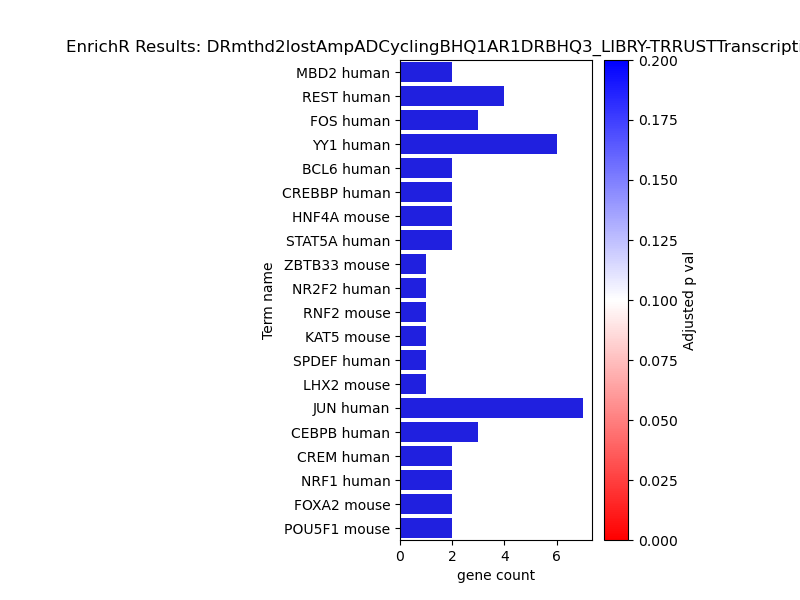 EnrichR Results: DRmthd2lostAmpADCyclingBHQ1AR1DRBHQ3_LIBRY-TRRUSTTranscripti
MBD2 human
REST human
FOS human
YY1 human
BCL6 human
CREBBP human
HNF4A mouse
STAT5A human
ZBTB33 mouse
NR2F2 human
RNF2 mouse
KAT5 mouse
SPDEF human
LHX2 mouse
JUN human
CEBPB human
CREM human
NRF1 human
FOXA2 mouse
POU5F1 mouse
Term name
0 2 4 6
gene count
0.200
0.175
0.150
0.125
0.100
0.075
0.050
0.025
0.000
Adjusted p val